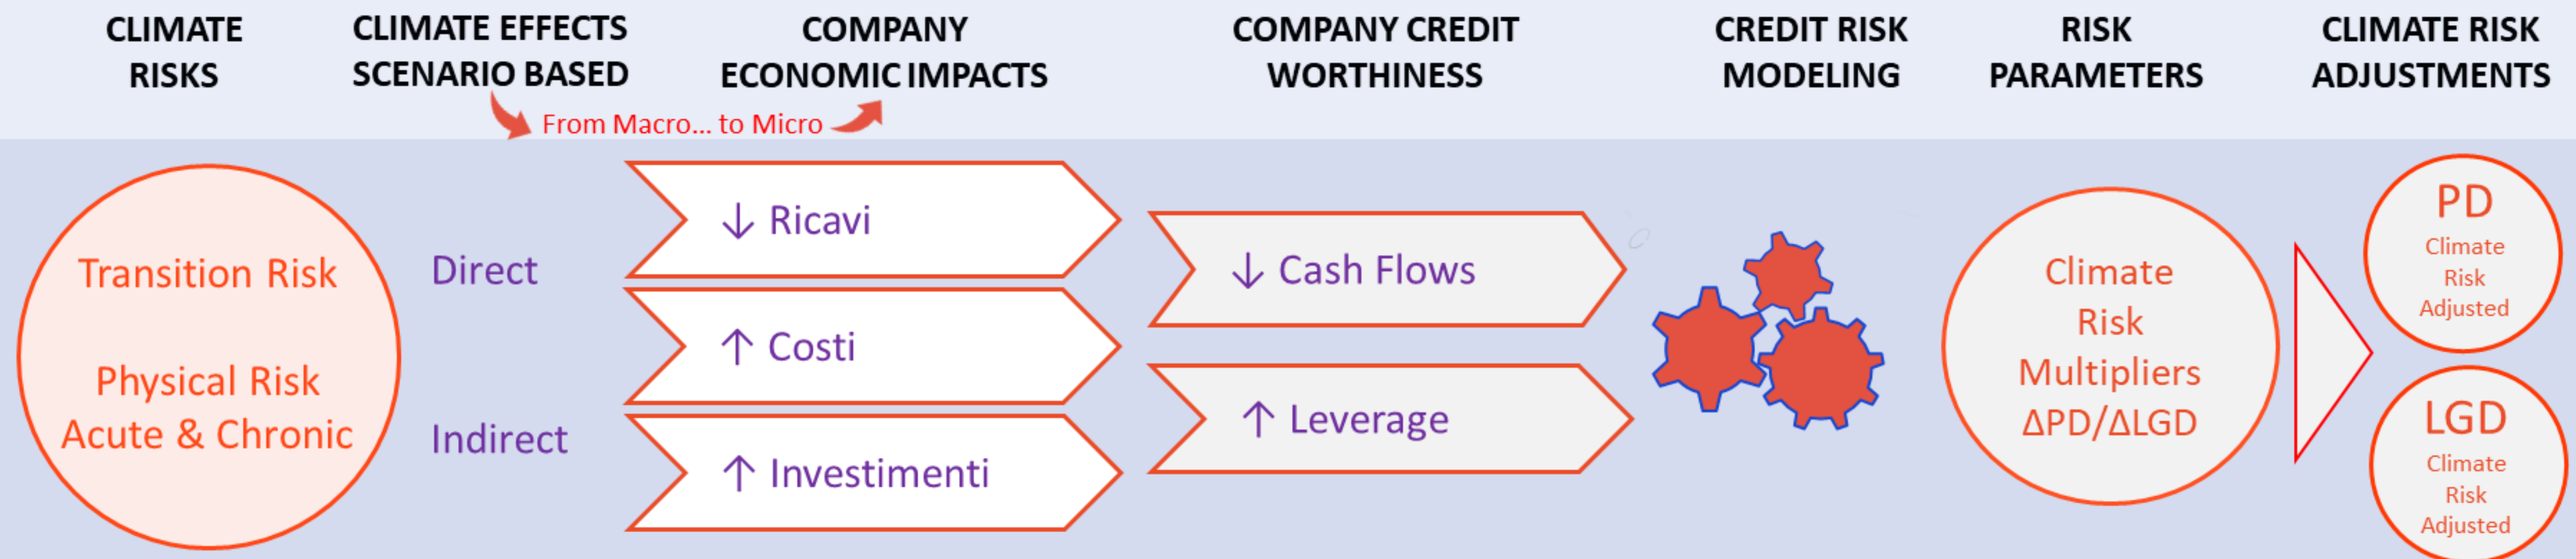 CLIMATE
RISKS
CLIMATE EFFECTS
SCENARIO BASED
COMPANY
ECONOMIC IMPACTS
COMPANY CREDIT
WORTHINESS
CREDIT RISK
MODELING
RISK
PARAMETERS
CLIMATE RISK
ADJUSTMENTS
From Macro... to Micro
Transition Risk
Physical Risk
Acute & Chronic
Direct
Indirect
↓ Ricavi
↑ Costi
↑ Investimenti
↓ Cash Flows
↑ Leverage
Climate
Risk
Multipliers
ΔPD/ΔLGD
PD
Climate
Risk
Adjusted
LGD
Climate
Risk
Adjusted